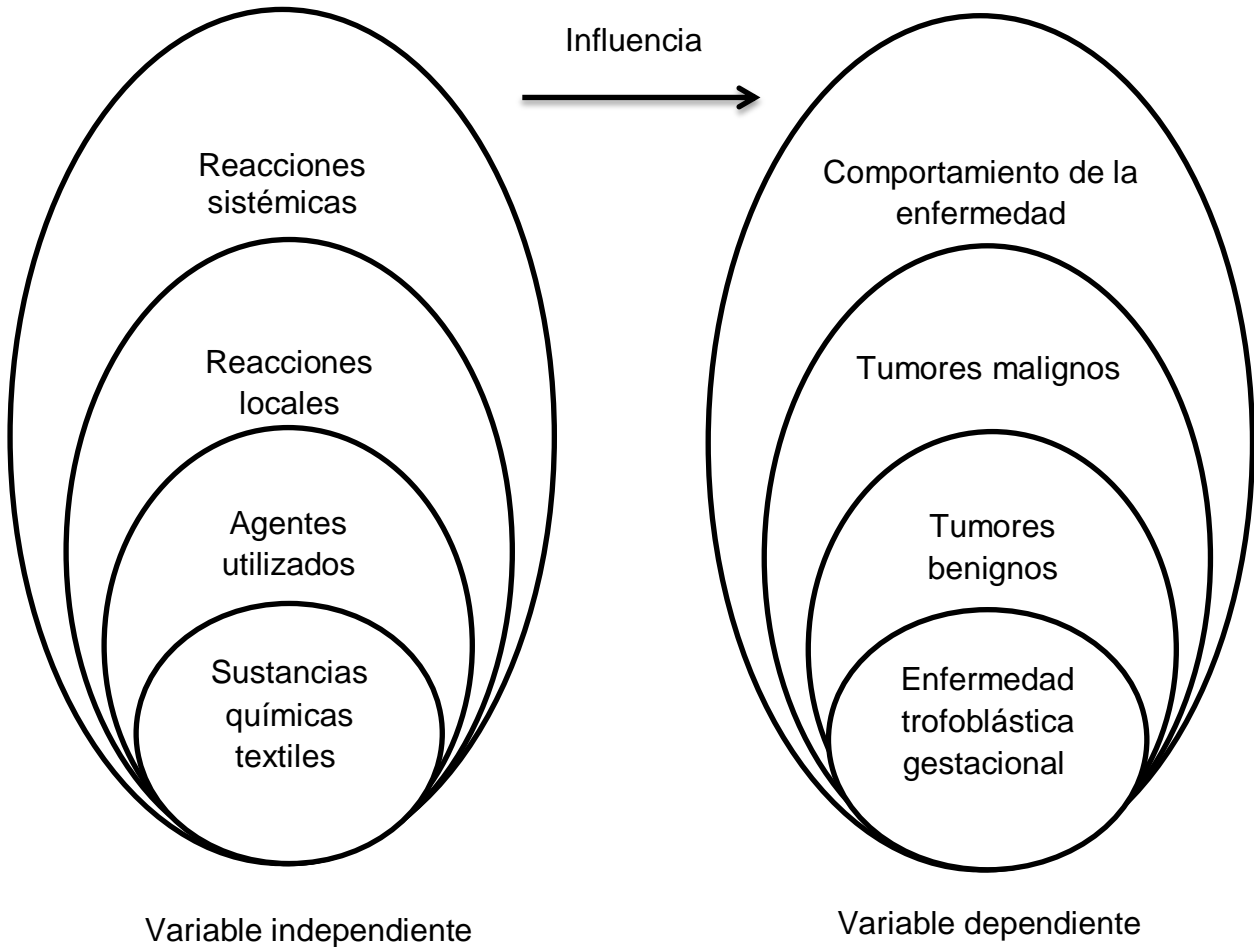 Influencia
Reacciones
sistémicas
Reacciones
locales
Agentes
utilizados
Sustancias
químicas
textiles
Variable independiente
Comportamiento de la
enfermedad
Tumores malignos
Tumores
benignos
Enfermedad
trofoblástica
gestacional
Variable dependiente